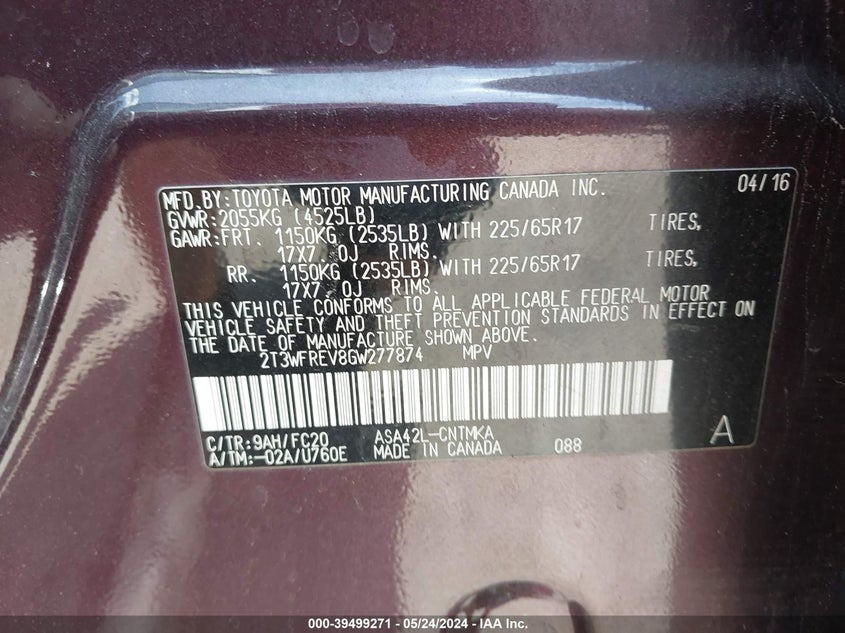 MFD.BY:TOYOTA MOTOR MANUFACTURING CANADA INC. 04/16
GVWR:2055KG (4525LB)
GAWR:FRT. 1150KG (2535LB) WITH 225/65R17 TIRES,
17X7.0J RIMS.
RR. 1150KG (2535LB) WITH 225/65R17 TIRES,
17X7.0J RIMS.
THIS VEHICLE CONFORMS TO ALL APPLICABLE FEDERAL MOTOR
VEHICLE SAFETY AND THEFT PREVENTION STANDARDS IN EFFECT ON
THE DATE OF MANUFACTURE SHOWN ABOVE.
2T3WFREV8GW277874 MPV
C/TR:9AH/FC20 ASA42L-CNTMKA A
A/TM:-02A/U760E MADE IN CANADA 088
000-39499271 - 05/24/2024 - IAA Inc.